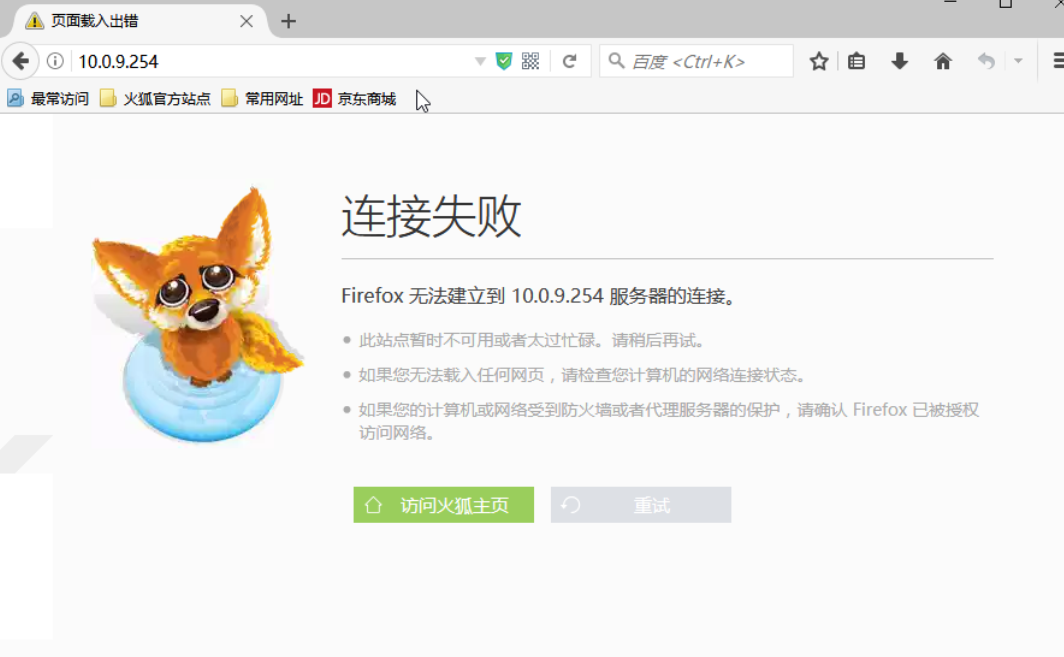 页面载入出错
10.0.9.254
百度 <Ctrl+K>
最常访问 火狐官方站点 常用网址 JD 京东商城
连接失败
Firefox 无法建立到 10.0.9.254 服务器的连接。
此站点暂时不可用或者太过忙碌。请稍后再试。
如果您无法载入任何网页，请检查您计算机的网络连接状态。
如果您的计算机或网络受到防火墙或者代理服务器的保护，请确认 Firefox 已被授权
访问网络。
访问火狐主页 重试